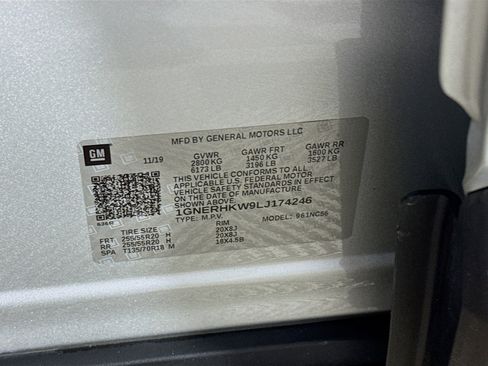 MFD BY GENERAL MOTORS LLC
GM
11/19
GVWR GAWR FRT GAWR RR
2800 KG 1450 KG 1600 KG
6173 LB 3196 LB 3527 LB
THIS VEHICLE CONFORMS TO ALL
APPLICABLE U.S. FEDERAL MOTOR
VEHICLE SAFETY STANDARDS IN EFFECT
ON THE DATE OF MANUFACTURE
SHOWN ABOVE.
1GNERHKW9LJ174246
TYPE: M.P.V. MODEL: 961NC56
TIRE SIZE RIM
FRT 255/55R20 H 20X8J
RR 255/55R20 H 20X8J
SPA T135/70R18 M 18X4.5B